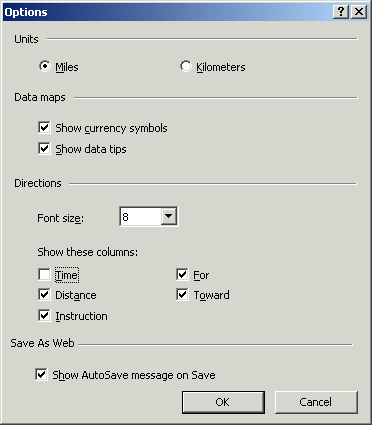 Options
Units
Miles Kilometers
Data maps
Show currency symbols
Show data tips
Directions
Font size: 8
Show these columns:
Time For
Distance Toward
Instruction
Save As Web
Show AutoSave message on Save
OK Cancel